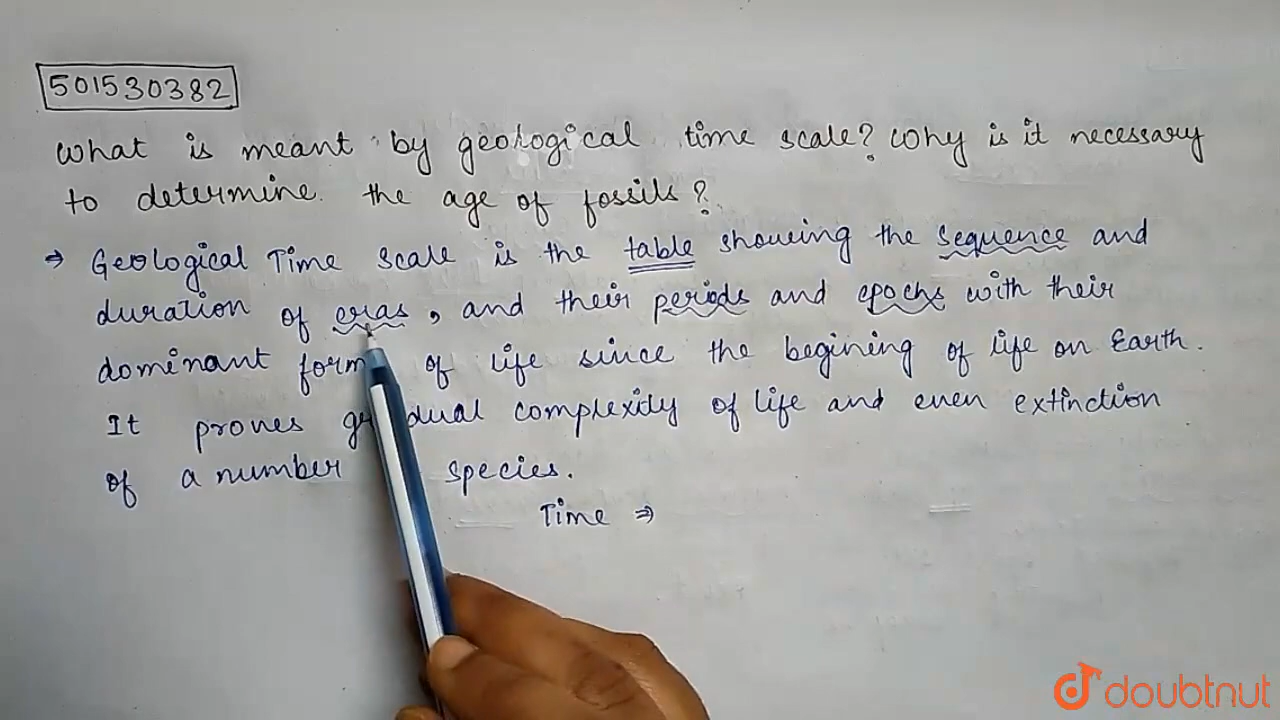 501530382
What is meant by geological time scale? Why is it necessary
to determine the age of fossils?
⇒ Geological Time scale is the table showing the sequence and
duration of eras, and their periods and epochs with their
dominant form of life since the begining of life on Earth.
It proves gradual complexity of life and even extinction
of a number species.
Time ⇒
doubtnut